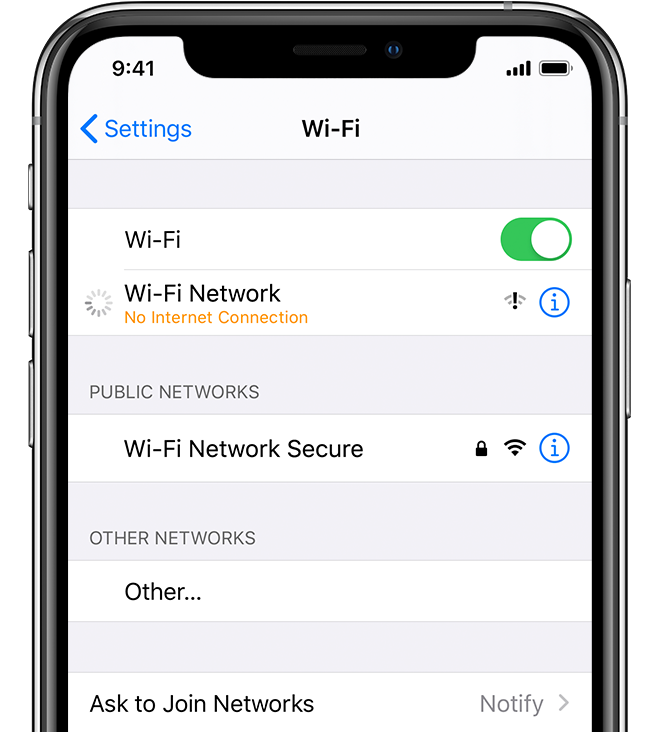 9:41
Settings
Wi-Fi
Wi-Fi
Wi-Fi Network
No Internet Connection
PUBLIC NETWORKS
Wi-Fi Network Secure
OTHER NETWORKS
Other...
Ask to Join Networks Notify